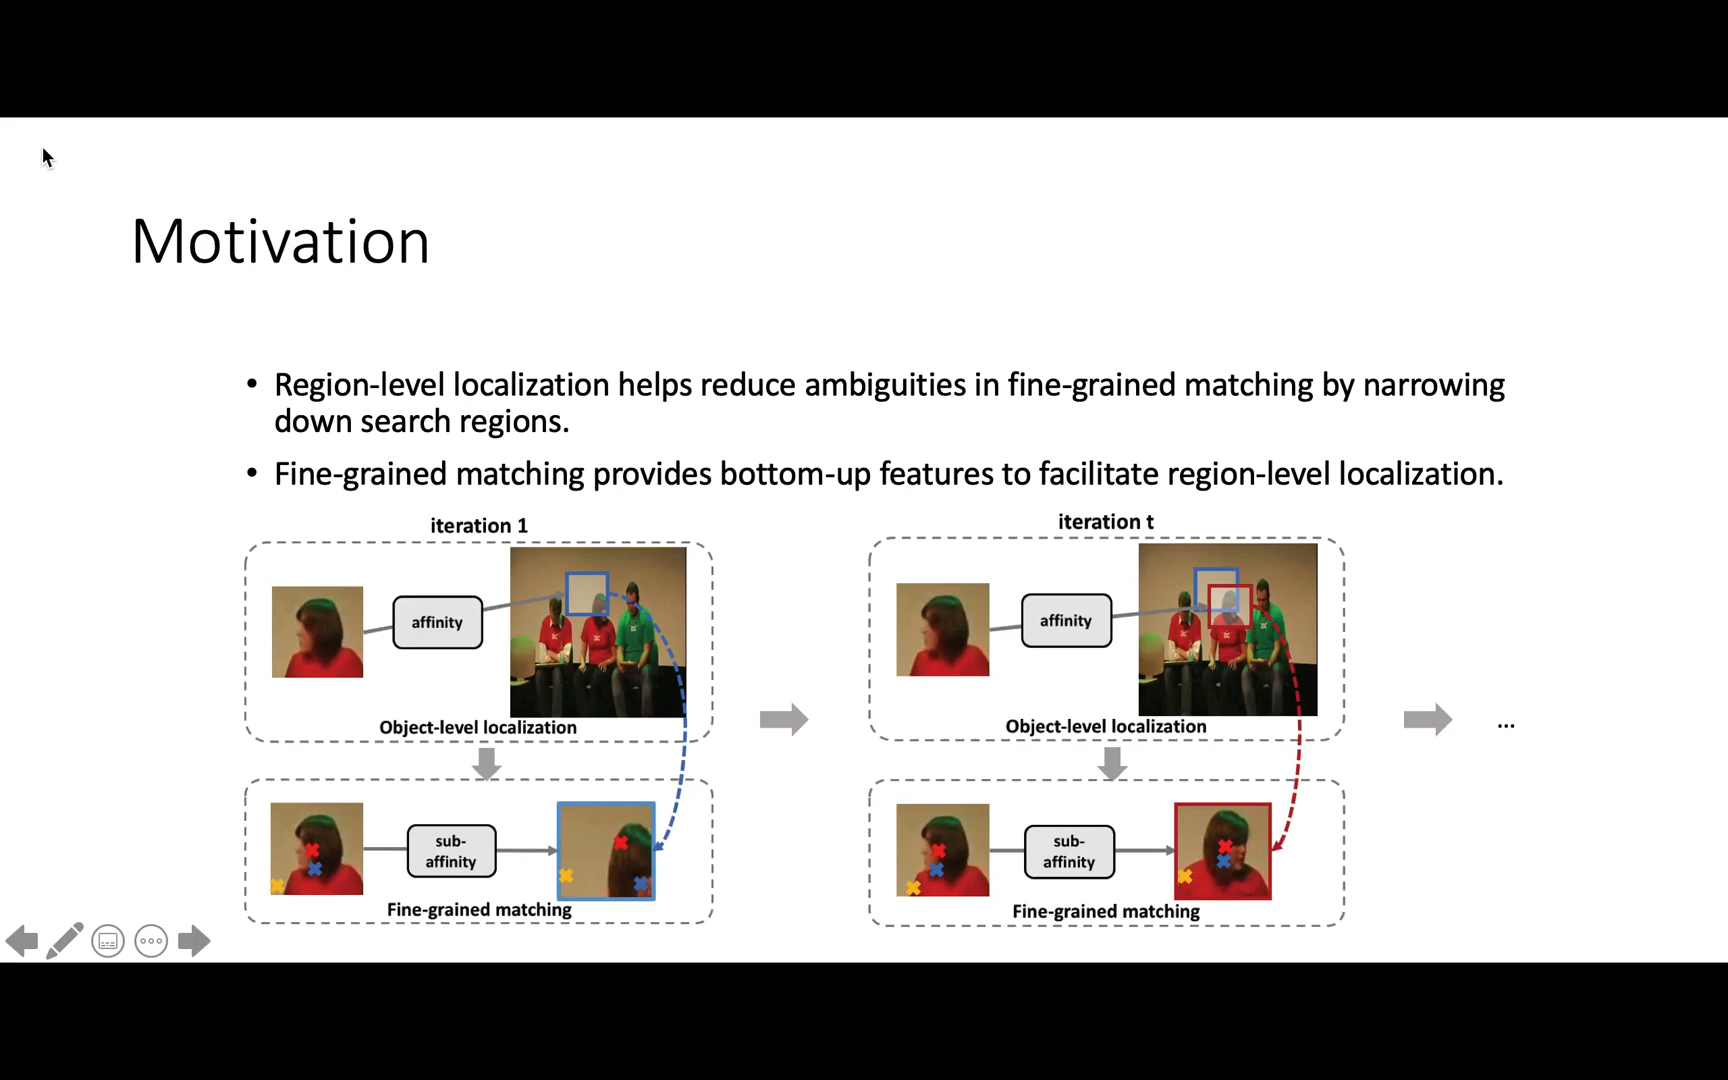 Motivation
• Region-level localization helps reduce ambiguities in fine-grained matching by narrowing
down search regions.
• Fine-grained matching provides bottom-up features to facilitate region-level localization.
iteration 1
affinity
Object-level localization
sub-
affinity
Fine-grained matching
iteration t
affinity
Object-level localization
sub-
affinity
Fine-grained matching
...